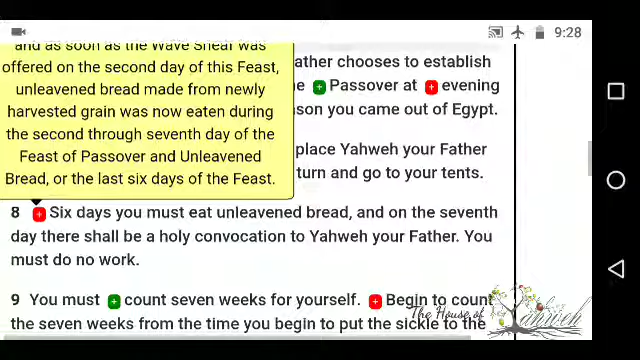 9:28
and as soon as the Wave Sheaf was
offered on the second day of this Feast,
unleavened bread made from newly
harvested grain was now eaten during
the second through seventh day of the
Feast of Passover and Unleavened
Bread, or the last six days of the Feast.
ather chooses to establish
e + Passover at + evening
son you came out of Egypt.
place Yahweh your Father
turn and go to your tents.
8 + Six days you must eat unleavened bread, and on the seventh
day there shall be a holy convocation to Yahweh your Father. You
must do no work.
9 You must + count seven weeks for yourself. + Begin to count
the seven weeks from the time you begin to put the sickle to the
The House of
Yahweh